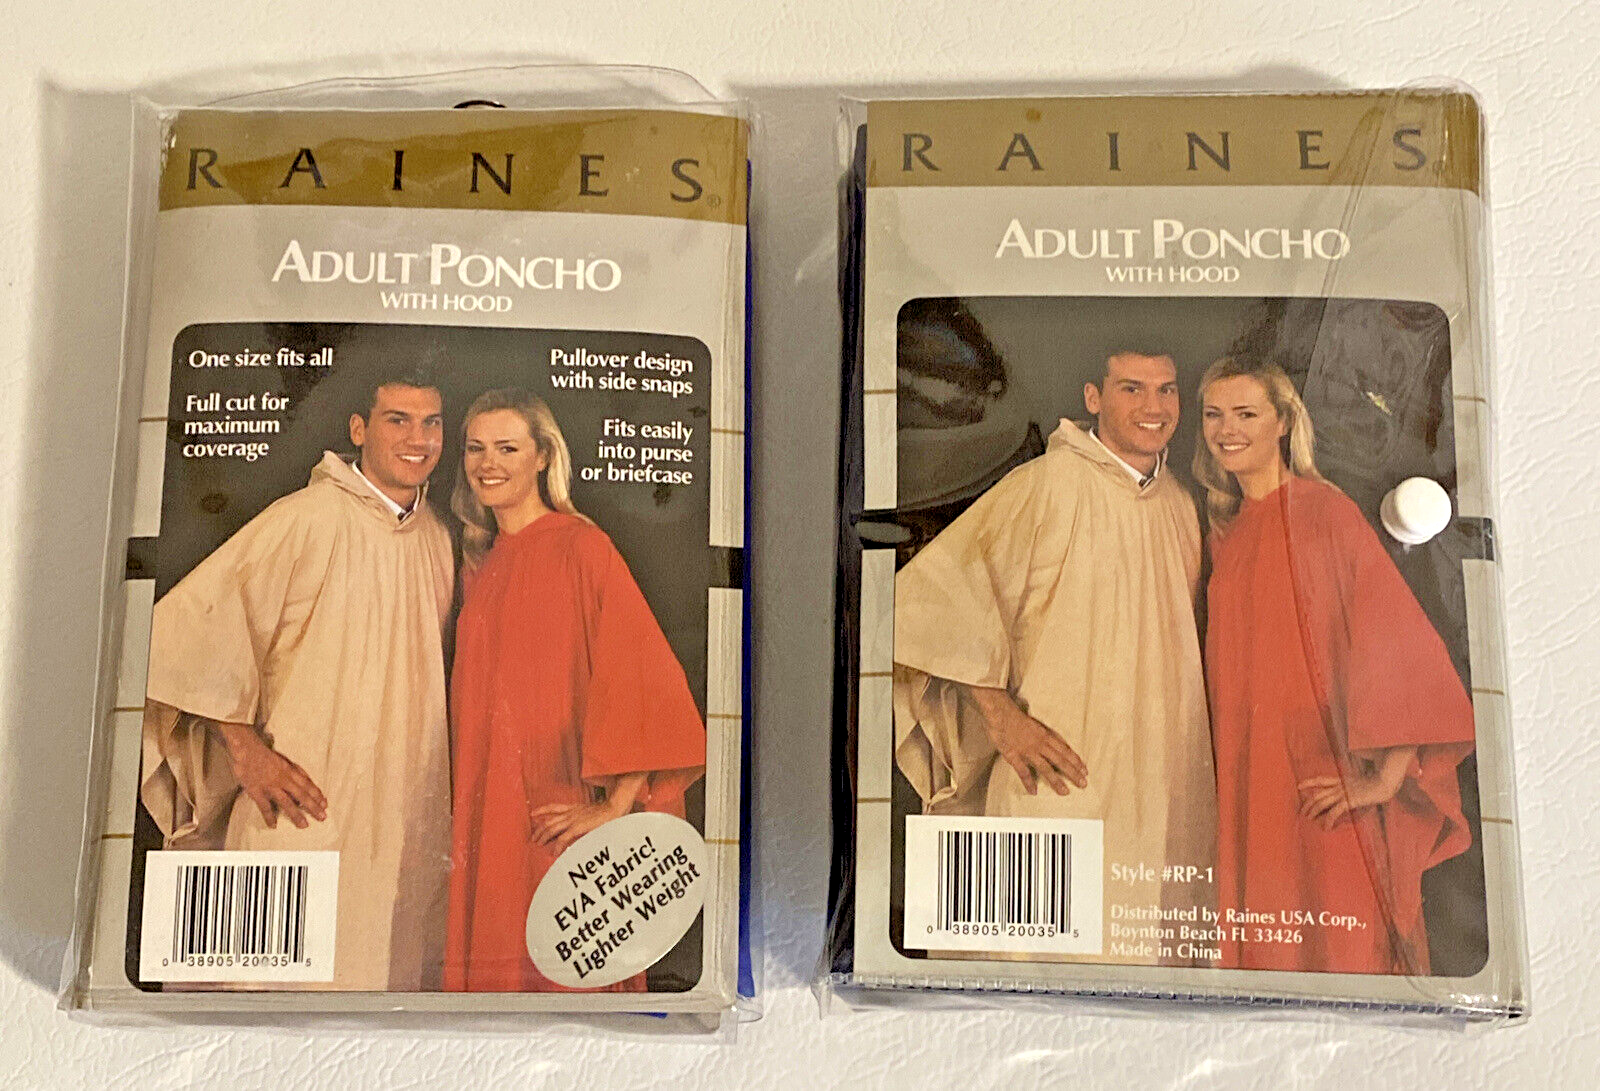 RAINES®
ADULT PONCHO
WITH HOOD
One size fits all
Full cut for
maximum
coverage
Pullover design
with side snaps
Fits easily
into purse
or briefcase
New
EVA Fabric!
Better Wearing
Lighter Weight
0 38905 20035 5
RAINES®
ADULT PONCHO
WITH HOOD
Style #RP-1
Distributed by Raines USA Corp.,
Boynton Beach FL 33426
Made in China
0 38905 20035 5